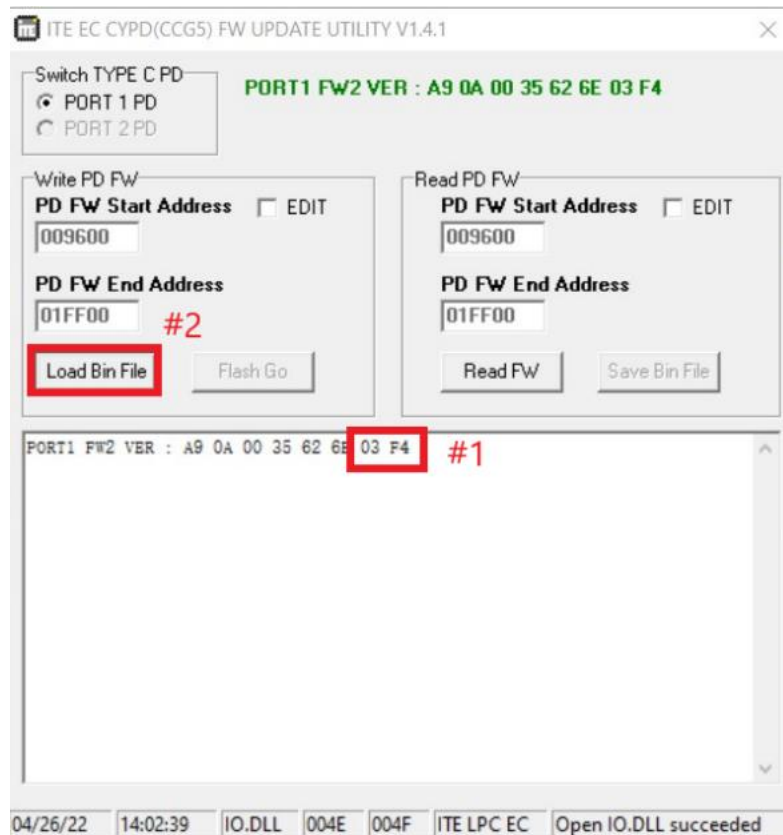 ITE EC CYPD(CCG5) FW UPDATE UTILITY V1.4.1
Switch TYPE C PD
PORT 1 PD
PORT 2 PD
PORT1 FW2 VER : A9 0A 00 35 62 6E 03 F4
Write PD FW
PD FW Start Address EDIT
009600
PD FW End Address
01FF00
#2
Load Bin File Flash Go
Read PD FW
PD FW Start Address EDIT
009600
PD FW End Address
01FF00
Read FW Save Bin File
PORT1 FW2 VER : A9 0A 00 35 62 6E 03 F4
#1
04/26/22 14:02:39 IO.DLL 004E 004F ITE LPC EC Open IO.DLL succeeded